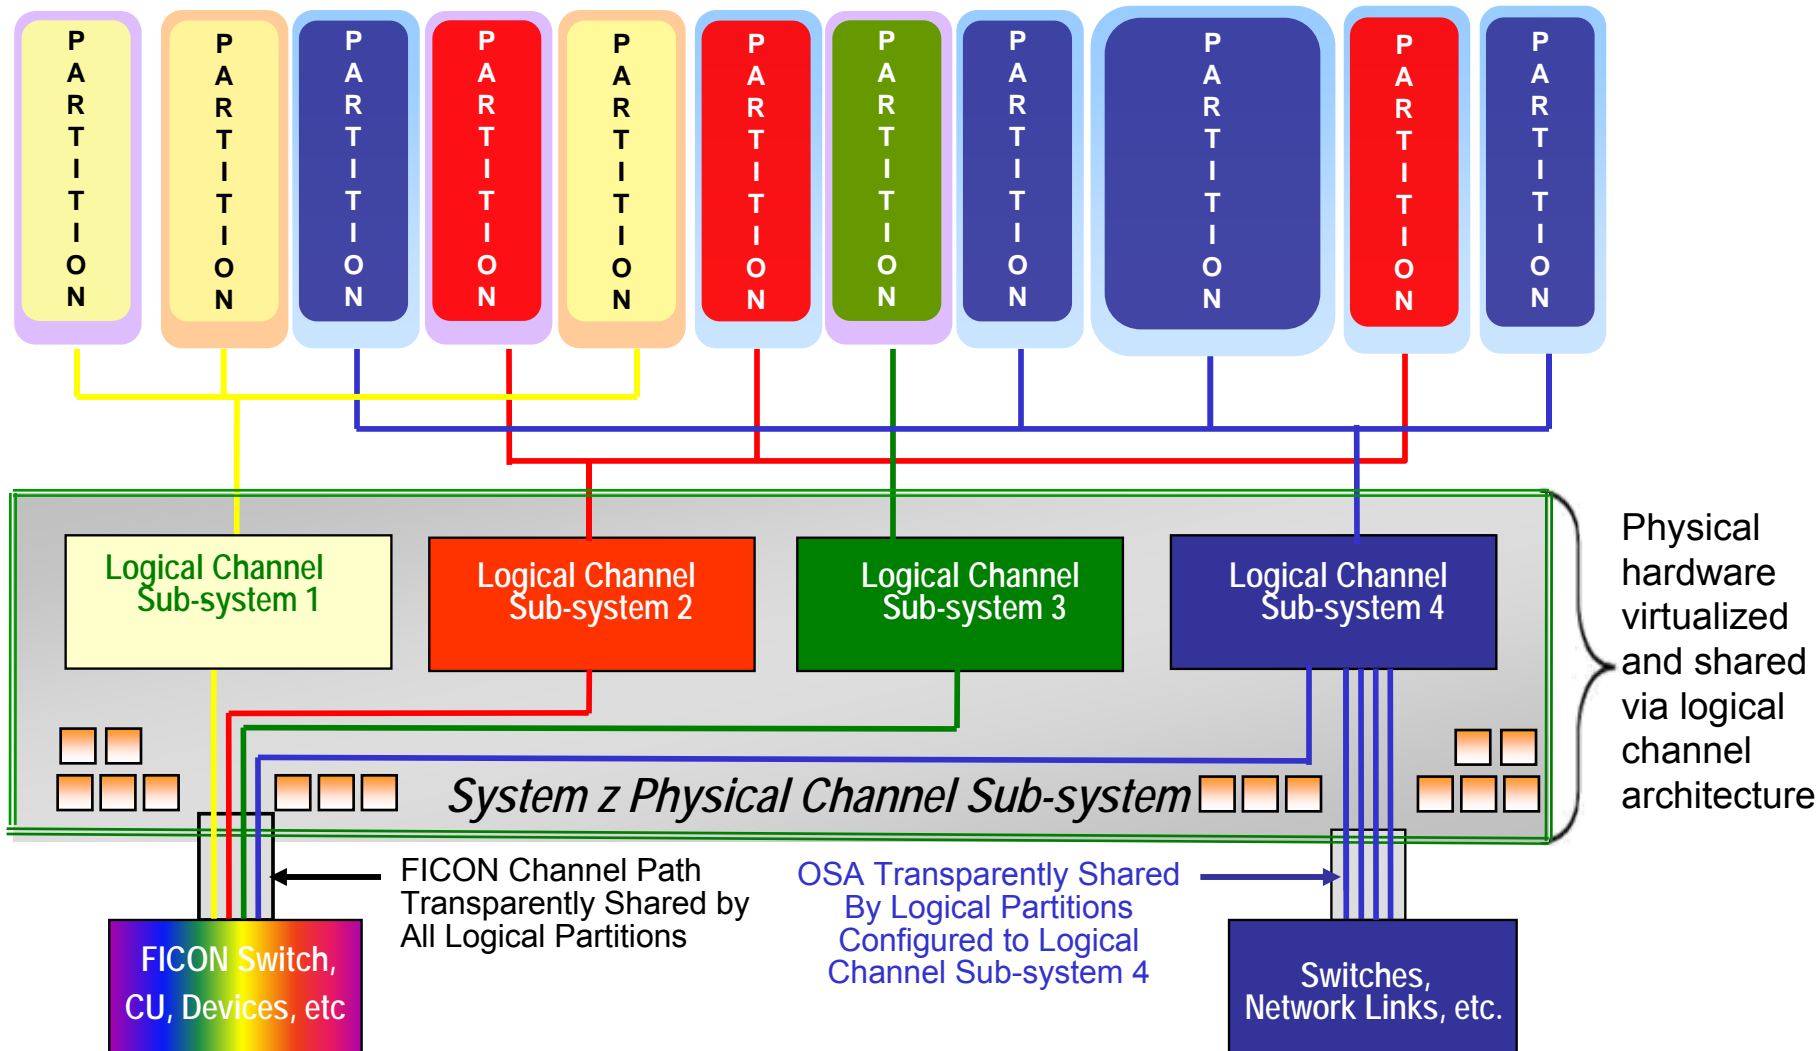 PARTITION
PARTITION
PARTITION
PARTITION
PARTITION
PARTITION
PARTITION
PARTITION
PARTITION
PARTITION
PARTITION
Logical Channel
Sub-system 1
Logical Channel
Sub-system 2
Logical Channel
Sub-system 3
Logical Channel
Sub-system 4
Physical
hardware
virtualized
and shared
via logical
channel
architecture
System z Physical Channel Sub-system
FICON Channel Path
Transparently Shared by
All Logical Partitions
OSA Transparently Shared
By Logical Partitions
Configured to Logical
Channel Sub-system 4
FICON Switch,
CU, Devices, etc
Switches,
Network Links, etc.